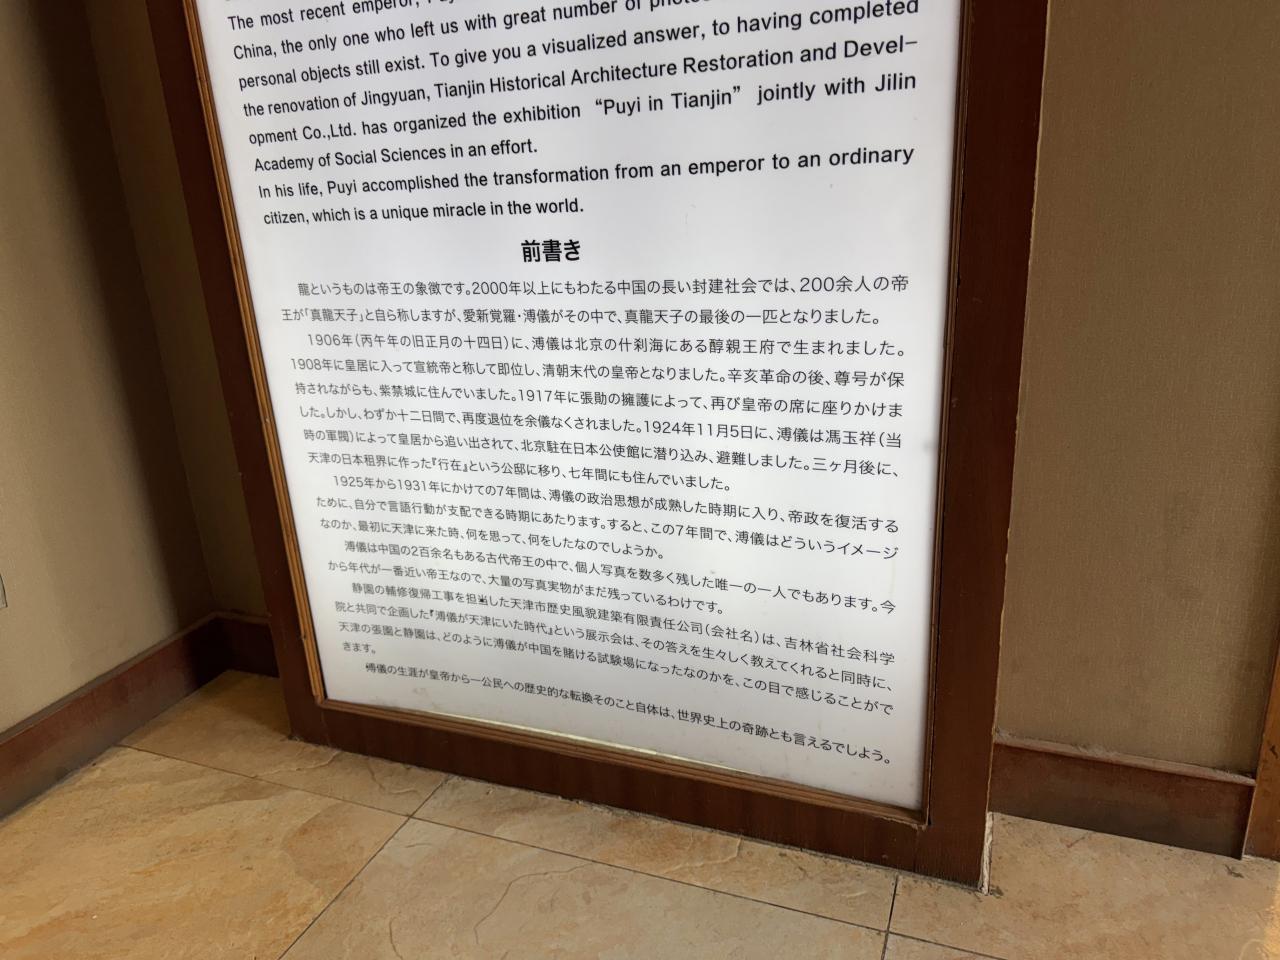 The most recent emperor,
China, the only one who left us with great number of
personal objects still exist. To give you a visualized answer, to having completed
the renovation of Jingyuan, Tianjin Historical Architecture Restoration and Devel-
opment Co.,Ltd. has organized the exhibition “Puyi in Tianjin” jointly with Jilin
Academy of Social Sciences in an effort.
In his life, Puyi accomplished the transformation from an emperor to an ordinary
citizen, which is a unique miracle in the world.
前書き
龍というものは帝王の象徴です。2000年以上にもわたる中国の長い封建社会では、200余人の帝
王が「真龍天子」と自ら称しますが、愛新覚羅・溥儀がその中で、真龍天子の最後の一匹となりました。
1906年(丙午年の旧正月の十四日)に、溥儀は北京の什刹海にある醇親王府で生まれました。
1908年に皇居に入って宣統帝と称して即位し、清朝末代の皇帝となりました。辛亥革命の後、尊号が保
持されながらも、紫禁城に住んでいました。1917年に張勛の擁護によって、再び皇帝の席に座りかけま
した。しかし、わずか十二日間で、再度退位を余儀なくされました。1924年11月5日に、溥儀は馮玉祥(当
時の軍閥)によって皇居から追い出されて、北京駐在日本公使館に潜り込み、避難しました。三ヶ月後に、
天津の日本租界に作った『行在』という公邸に移り、七年間にも住んでいました。
1925年から1931年にかけての7年間は、溥儀の政治思想が成熟した時期に入り、帝政を復活する
ために、自分で言語行動が支配できる時期にあたります。すると、この7年間で、溥儀はどういうイメージ
なのか、最初に天津に来た時、何を思って、何をしたなのでしようか。
溥儀は中国の2百余名もある古代帝王の中で、個人写真を数多く残した唯一の一人でもあります。今
から年代が一番近い帝王なので、大量の写真実物がまだ残っているわけです。
静園の輔修復帰工事を担当した天津市歴史風貌建築有限責任公司(会社名)は、吉林省社会科学
院と共同で企画した『溥儀が天津にいた時代』という展示会は、その答えを生々しく教えてくれると同時に、
天津の張園と静園は、どのように溥儀が中国を賭ける試験場になったなのかを、この目で感じることがで
きます。
溥儀の生涯が皇帝から一公民への歴史的な転換そのこと自体は、世界史上の奇跡とも言えるでしよう。